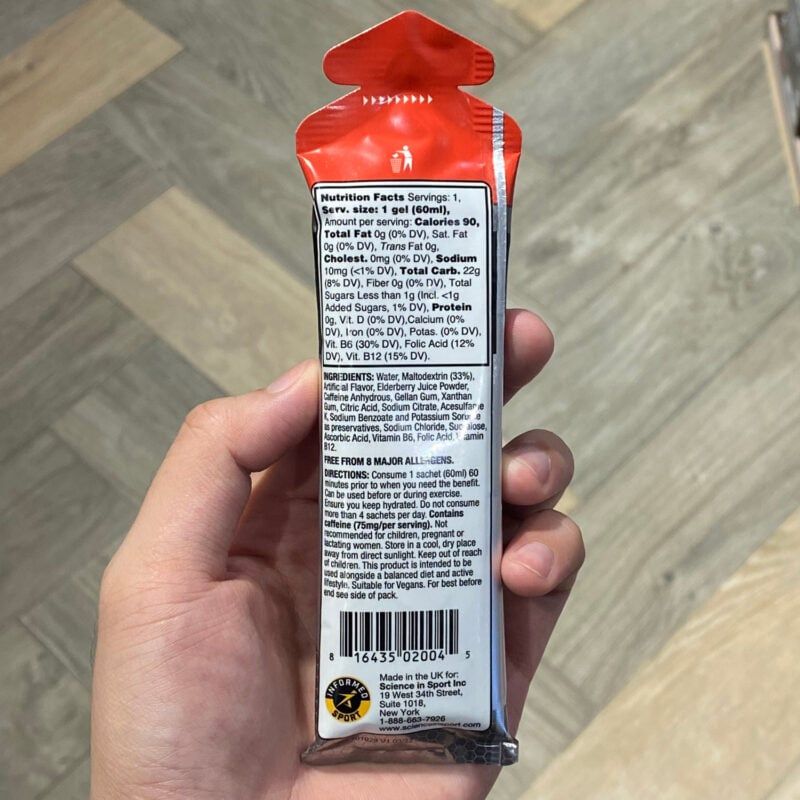 Nutrition Facts Servings: 1,
Serv. size: 1 gel (60ml),
Amount per serving: Calories 90,
Total Fat 0g (0% DV), Sat. Fat
0g (0% DV), Trans Fat 0g,
Cholest. 0mg (0% DV), Sodium
10mg (<1% DV), Total Carb. 22g
(8% DV), Fiber 0g (0% DV), Total
Sugars Less than 1g (Incl. <1g
Added Sugars, 1% DV), Protein
0g, Vit. D (0% DV),Calcium (0%
DV), Iron (0% DV), Potas. (0% DV),
Vit. B6 (30% DV), Folic Acid (12%
DV), Vit. B12 (15% DV).
INGREDIENTS: Water, Maltodextrin (33%),
Artificial Flavor, Elderberry Juice Powder,
Caffeine Anhydrous, Gellan Gum, Xanthan
Gum, Citric Acid, Sodium Citrate, Acesulfame
K, Sodium Benzoate and Potassium Sorbate
as preservatives, Sodium Chloride, Sucralose,
Ascorbic Acid, Vitamin B6, Folic Acid, Vitamin
B12.
FREE FROM 8 MAJOR ALLERGENS.
DIRECTIONS: Consume 1 sachet (60ml) 60
minutes prior to when you need the benefit.
Can be used before or during exercise.
Ensure you keep hydrated. Do not consume
more than 4 sachets per day. Contains
caffeine (75mg/per serving). Not
recommended for children, pregnant or
lactating women. Store in a cool, dry place
away from direct sunlight. Keep out of reach
of children. This product is intended to be
used alongside a balanced diet and active
lifestyle. Suitable for Vegans. For best before
end see side of pack.
8 16435 02004 5
INFORMED
SPORT
Made in the UK for:
Science in Sport Inc
19 West 34th Street,
Suite 1018,
New York
1-888-663-7926
www.scienceinsport.com